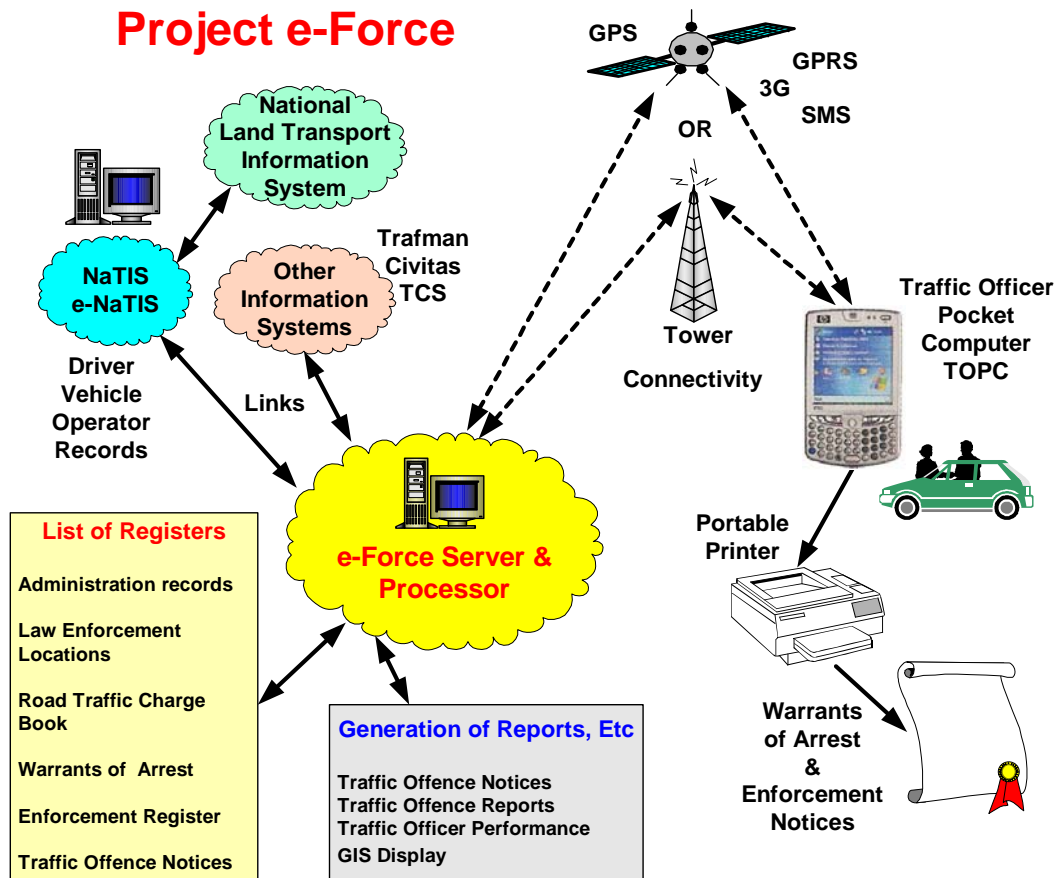 Project e-Force
GPS
GPRS
3G
SMS
OR
National
Land Transport
Information
System
NaTIS
e-NaTIS
Other
Information
Systems
Trafman
Civitas
TCS
Driver
Vehicle
Operator
Records
Links
Tower
Connectivity
Traffic Officer
Pocket
Computer
TOPC
e-Force Server &
Processor
Portable
Printer
List of Registers
Administration records
Law Enforcement
Locations
Road Traffic Charge
Book
Warrants of Arrest
Enforcement Register
Traffic Offence Notices
Generation of Reports, Etc
Traffic Offence Notices
Traffic Offence Reports
Traffic Officer Performance
GIS Display
Warrants
of Arrest
&
Enforcement
Notices